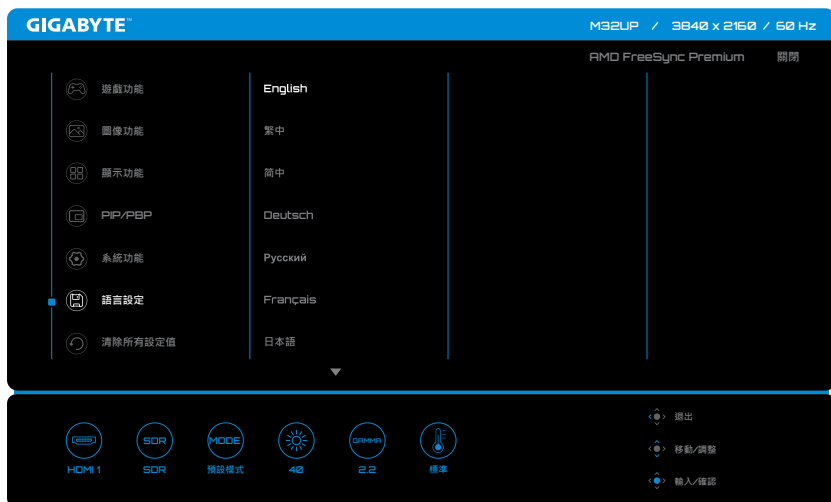 GIGABYTE™
M32UP / 3840 x 2160 / 60 Hz
AMD FreeSync Premium 關閉
遊戲功能
圖像功能
顯示功能
PIP/PBP
系統功能
語言設定
清除所有設定值
English
繁中
简中
Deutsch
Русский
Français
日本語
HDMI
SDR
MODE
GAMMA
HDMI 1
SDR
預設模式
40
2.2
標準
退出
移動/調整
輸入/確認